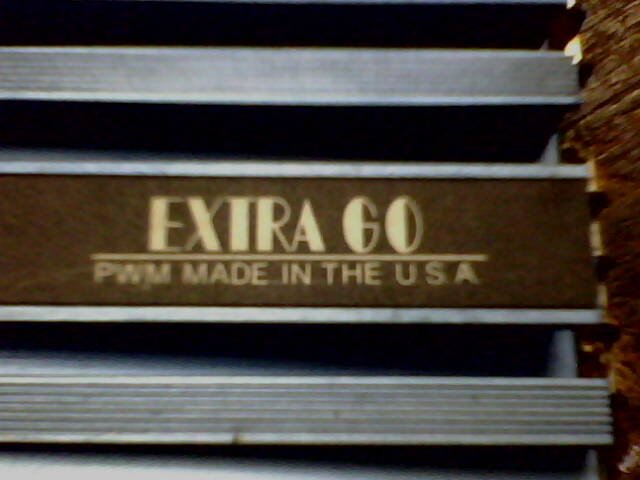 EXTRA GO
PWM MADE IN THE U.S.A.